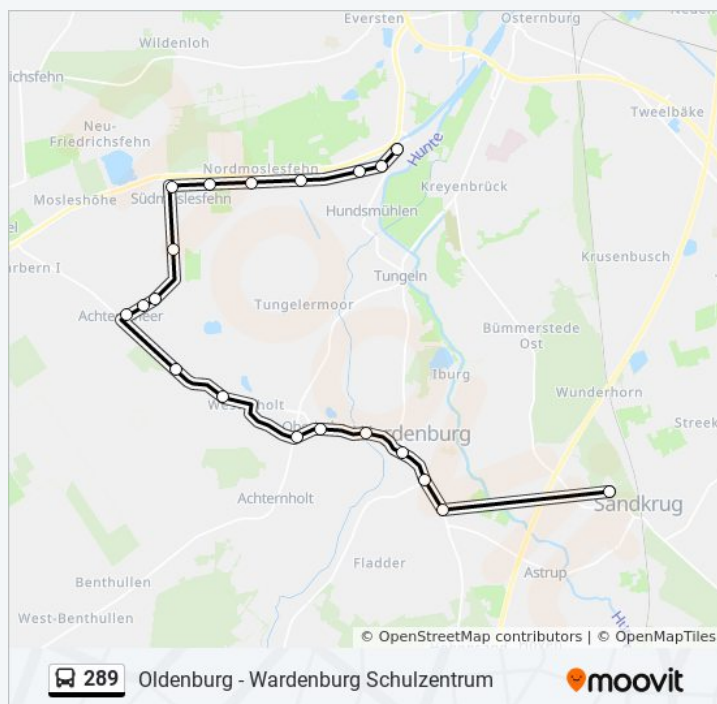 Eversten
Osternburg
Wildenloh
richsfehn
Tweelbäke
Neu-
Friedrichsfehn
Hunte
Nordmoslesfehn
Kreyenbrück
Mosleshöhe
Südmoslesfehn
Hundsmühlen
Krusenbusch
arbern I
Tungeln
Tungelermoor
Bümmerstede
Ost
Iburg
Wunderhorn
Streek
Achternholt
Sandkrug
Fladder
Astrup
Benthullen
West-Benthullen
© OpenStreetMap contributors | © OpenMapTiles
289 Oldenburg - Wardenburg Schulzentrum
moovit